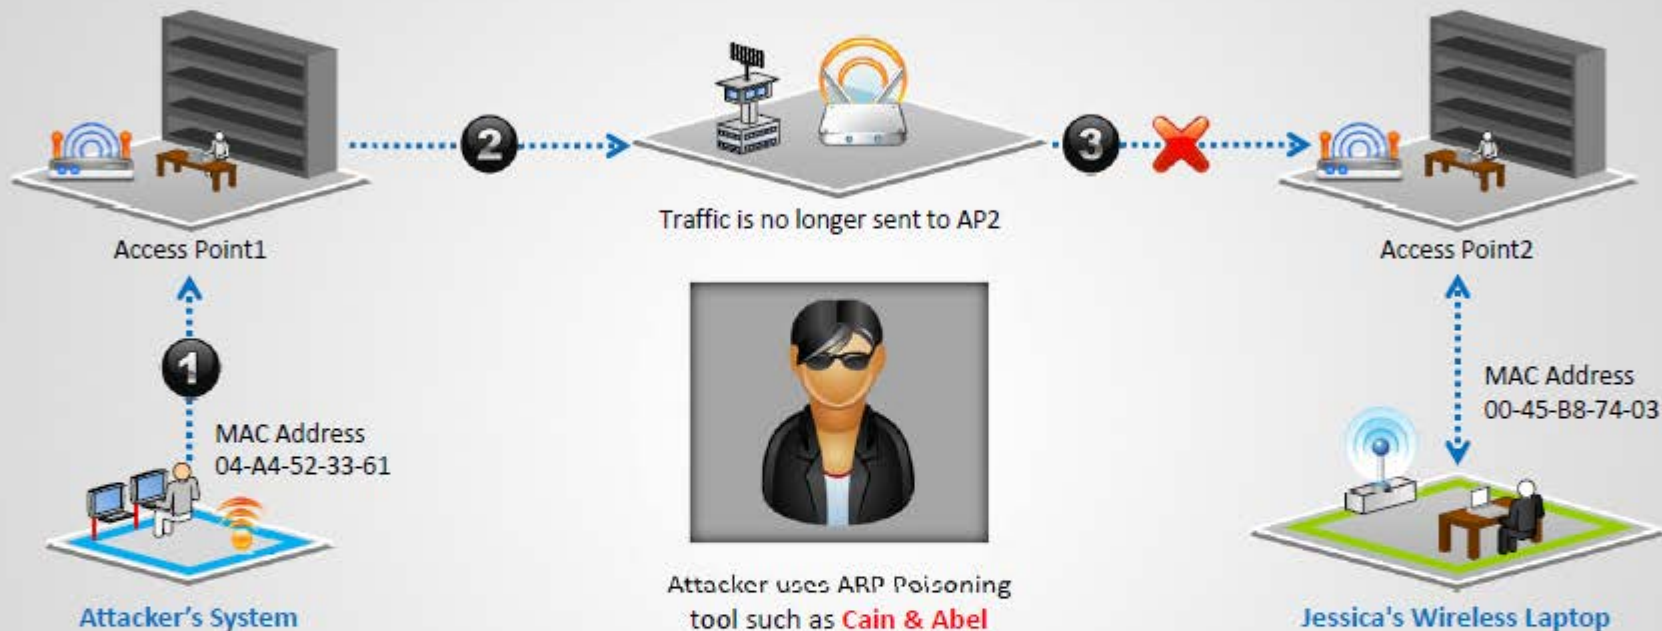 2
3
Traffic is no longer sent to AP2
Access Point1
Access Point2
1
MAC Address
04-A4-52-33-61
MAC Address
00-45-B8-74-03
Attacker uses ARP Poisoning
tool such as Cain & Abel
Attacker's System
Jessica's Wireless Laptop